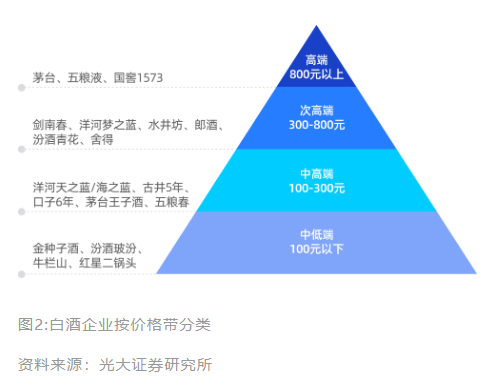 高端
800元以上
茅台、五粮液、国窖1573
次高端
300-800元
剑南春、洋河梦之蓝、水井坊、郎酒、
汾酒青花、舍得
中高端
100-300元
洋河天之蓝/海之蓝、古井5年、
口子6年、茅台王子酒、五粮春
中低端
100元以下
金种子酒、汾酒玻汾、
牛栏山、红星二锅头
图2:白酒企业按价格带分类
资料来源：光大证券研究所